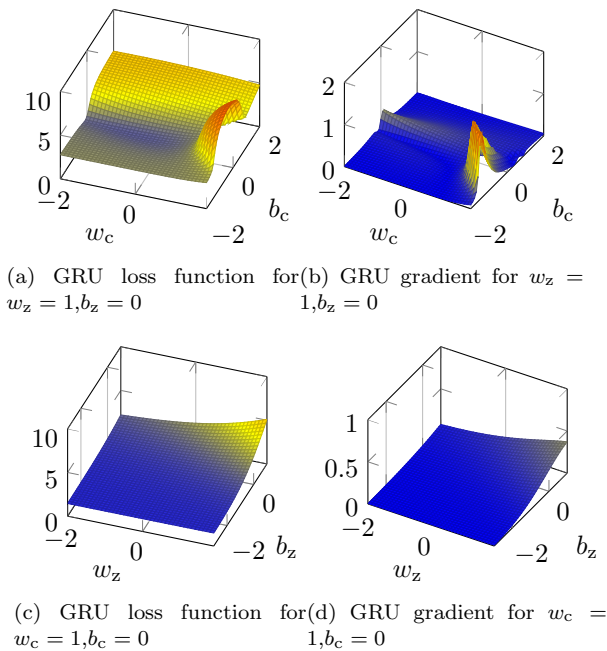 10
5
0
−2
0
w_c
−2
0
2
b_c
2
1
0
−2
0
w_c
−2
0
2
b_c
(a) GRU loss function for
w_z = 1,b_z = 0
(b) GRU gradient for w_z =
1,b_z = 0
10
5
0
−2
0
w_z
−2
0
b_z
1
0.5
0
−2
0
w_z
−2
0
b_z
(c) GRU loss function for
w_c = 1,b_c = 0
(d) GRU gradient for w_c =
1,b_c = 0